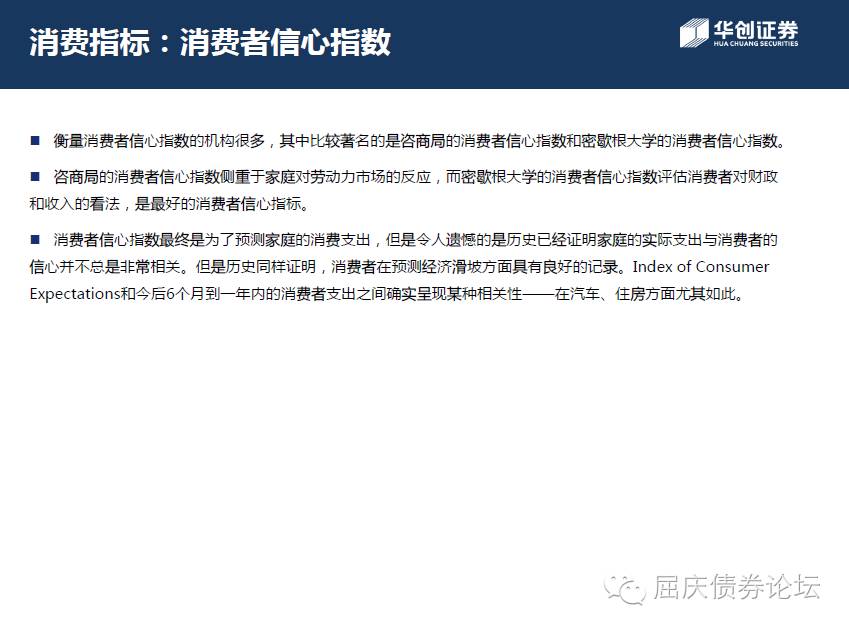 消费指标：消费者信心指数
华创证券
HUA CHUANG SECURITIES
■ 衡量消费者信心指数的机构很多，其中比较著名的是咨商局的消费者信心指数和密歇根大学的消费者信心指数。
■ 咨商局的消费者信心指数侧重于家庭对劳动力市场的反应，而密歇根大学的消费者信心指数评估消费者对财政
和收入的看法，是最好的消费者信心指标。
■ 消费者信心指数最终是为了预测家庭的消费支出，但是令人遗憾的是历史已经证明家庭的实际支出与消费者的
信心并不总是非常相关。但是历史同样证明，消费者在预测经济滑坡方面具有良好的记录。Index of Consumer
Expectations和今后6个月到一年内的消费者支出之间确实呈现某种相关性——在汽车、住房方面尤其如此。
屈庆债券论坛